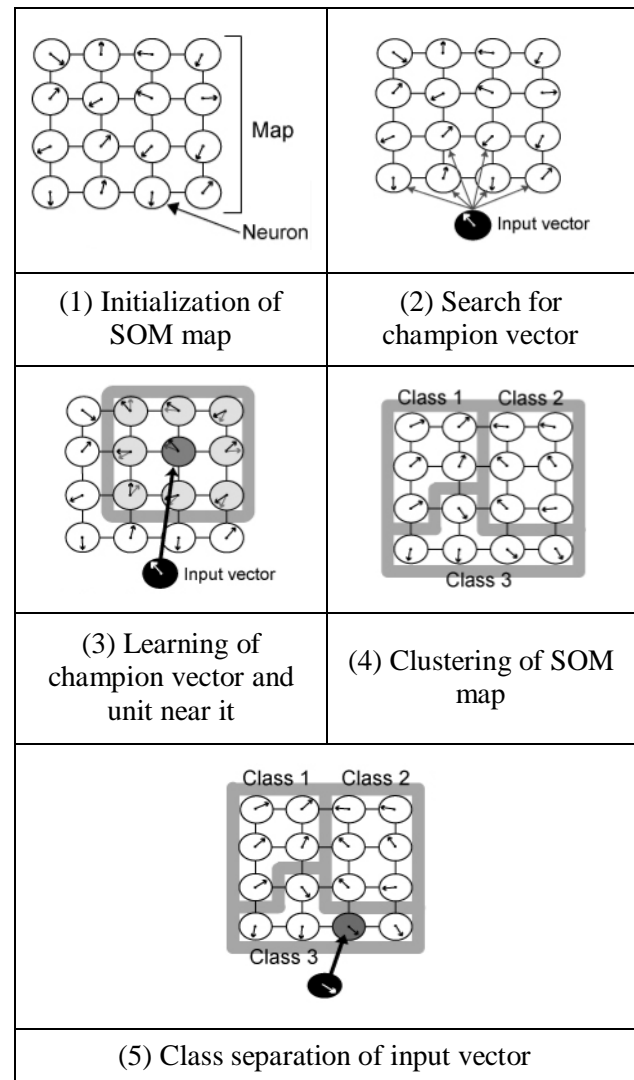 Map
Neuron
Input vector
(1) Initialization of
SOM map
(2) Search for
champion vector
Input vector
Class 1 Class 2
Class 3
(3) Learning of
champion vector and
unit near it
(4) Clustering of SOM
map
Class 1 Class 2
Class 3
(5) Class separation of input vector